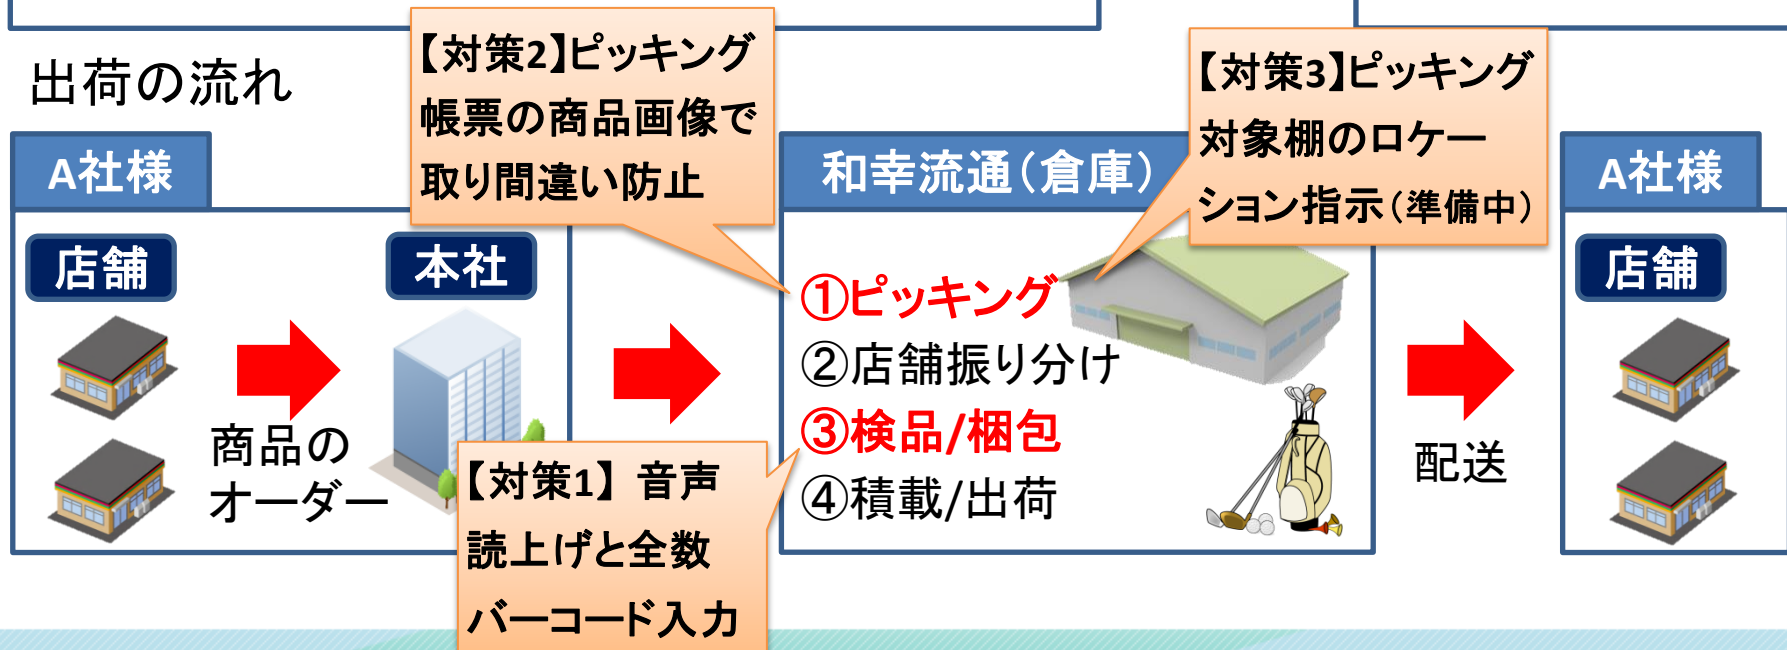 出荷の流れ
【対策2】ピッキング
帳票の商品画像で
取り間違い防止
【対策3】ピッキング
対象棚のロケー
ション指示（準備中）
A社様
店舗
本社
商品の
オーダー
【対策1】 音声
読上げと全数
バーコード入力
和幸流通（倉庫）
①ピッキング
②店舗振り分け
③検品/梱包
④積載/出荷
配送
A社様
店舗